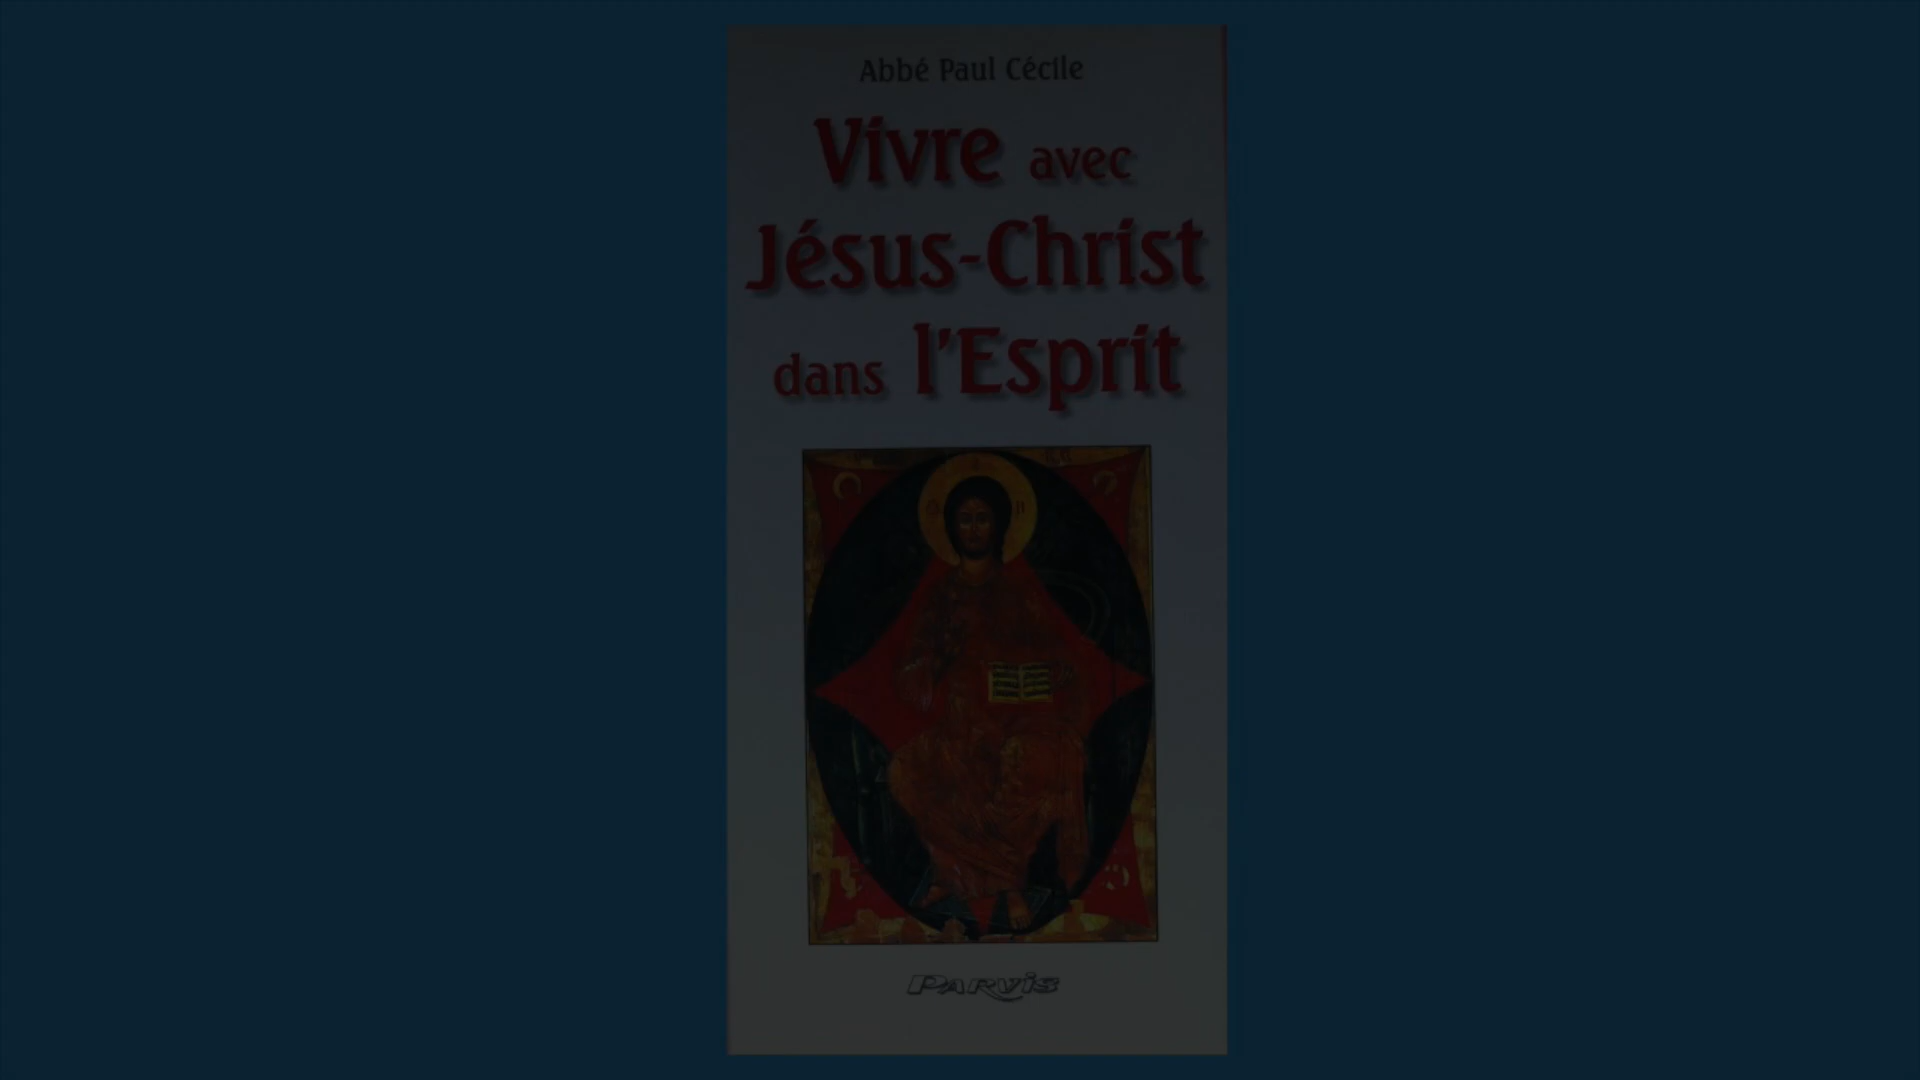 Abbé Paul Cécile
Vivre avec
Jésus-Christ
dans l'Esprit
PARVIS